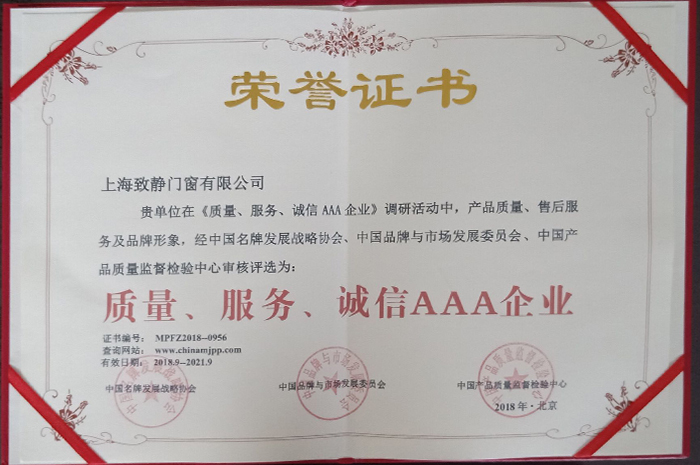 荣誉证书
上海致静门窗有限公司
贵单位在《质量、服务、诚信 AAA 企业》调研活动中，产品质量、售后服
务及品牌形象，经中国名牌发展战略协会、中国品牌与市场发展委员会、中国产
品质量监督检验中心审核评选为：
质量、服务、诚信AAA企业
证书编号： MPFZ2018--0956
查询网站： www.chinamjpp.com
有效日期： 2018.9--2021.9
中国名牌发展战略协会 中国品牌与市场发展委员会 中国产品质量监督检验中心
2018 年·北京